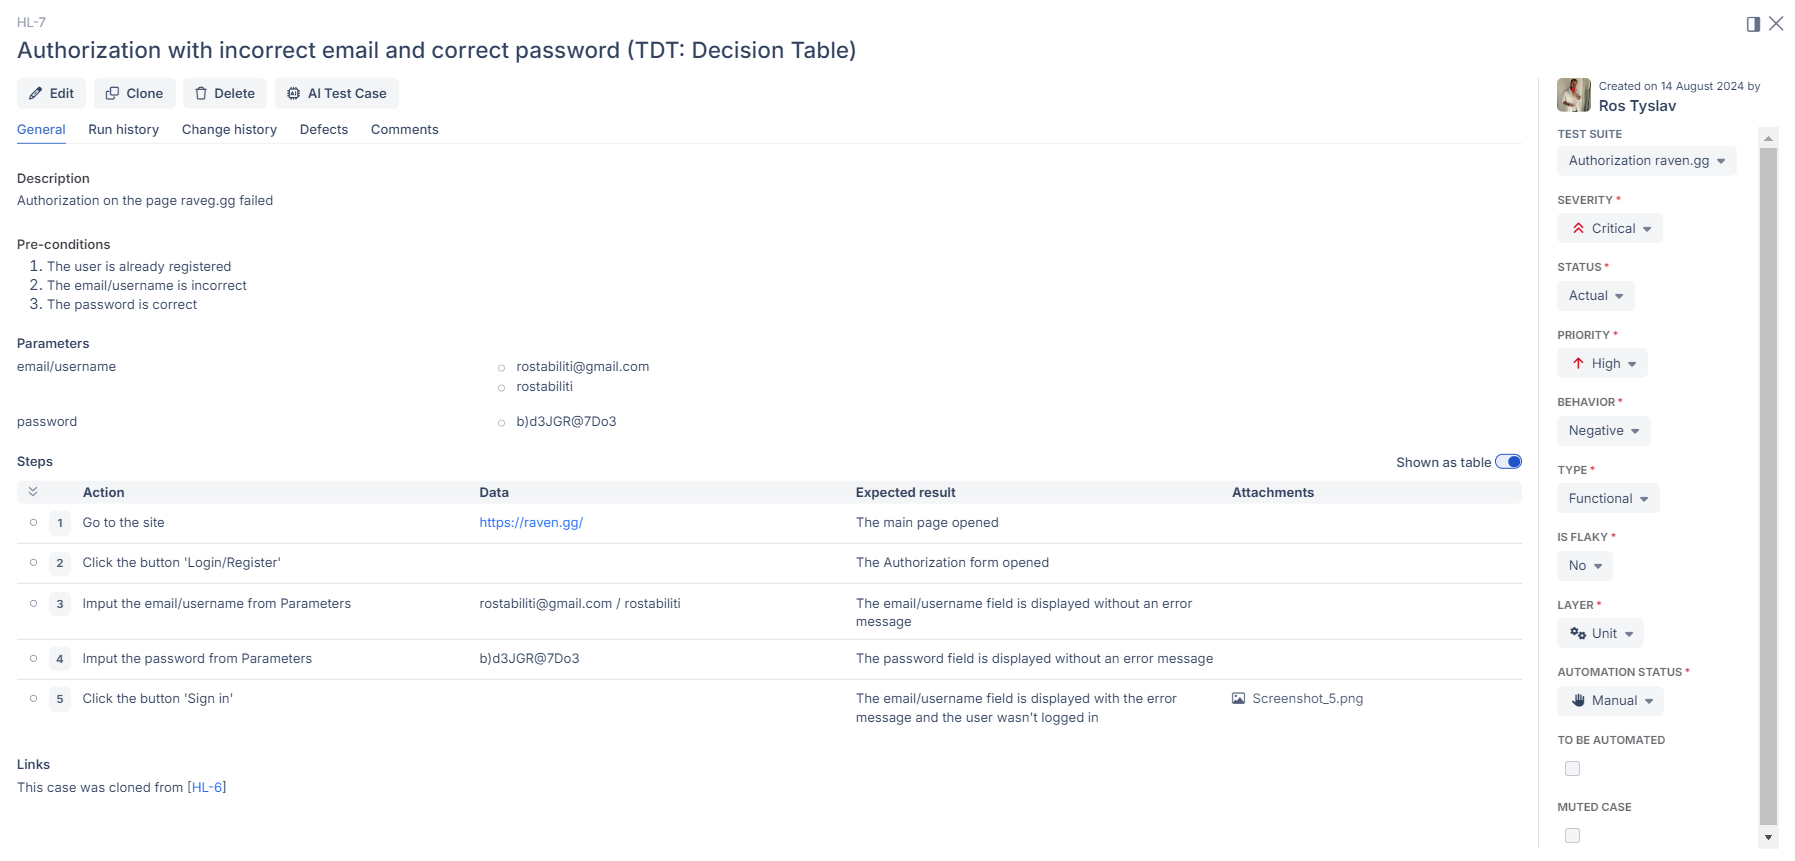 HL-7
Authorization with incorrect email and correct password (TDT: Decision Table)
Edit
Clone
Delete
AI Test Case
General
Run history
Change history
Defects
Comments
Description
Authorization on the page raveg.gg failed
Pre-conditions
1. The user is already registered
2. The email/username is incorrect
3. The password is correct
Parameters
email/username
rostabiliti@gmail.com
rostabiliti
password
b)d3JGR@7Do3
Steps
Shown as table
Action Data Expected result Attachments
1 Go to the site https://raven.gg/ The main page opened
2 Click the button 'Login/Register' The Authorization form opened
3 Imput the email/username from Parameters rostabiliti@gmail.com / rostabiliti The email/username field is displayed without an error
message
4 Imput the password from Parameters b)d3JGR@7Do3 The password field is displayed without an error message
5 Click the button 'Sign in' The email/username field is displayed with the error Screenshot_5.png
message and the user wasn't logged in
Links
This case was cloned from [HL-6]
Created on 14 August 2024 by
Ros Tyslav
TEST SUITE
Authorization raven.gg
SEVERITY *
Critical
STATUS *
Actual
PRIORITY *
High
BEHAVIOR *
Negative
TYPE *
Functional
IS FLAKY *
No
LAYER *
Unit
AUTOMATION STATUS *
Manual
TO BE AUTOMATED
MUTED CASE